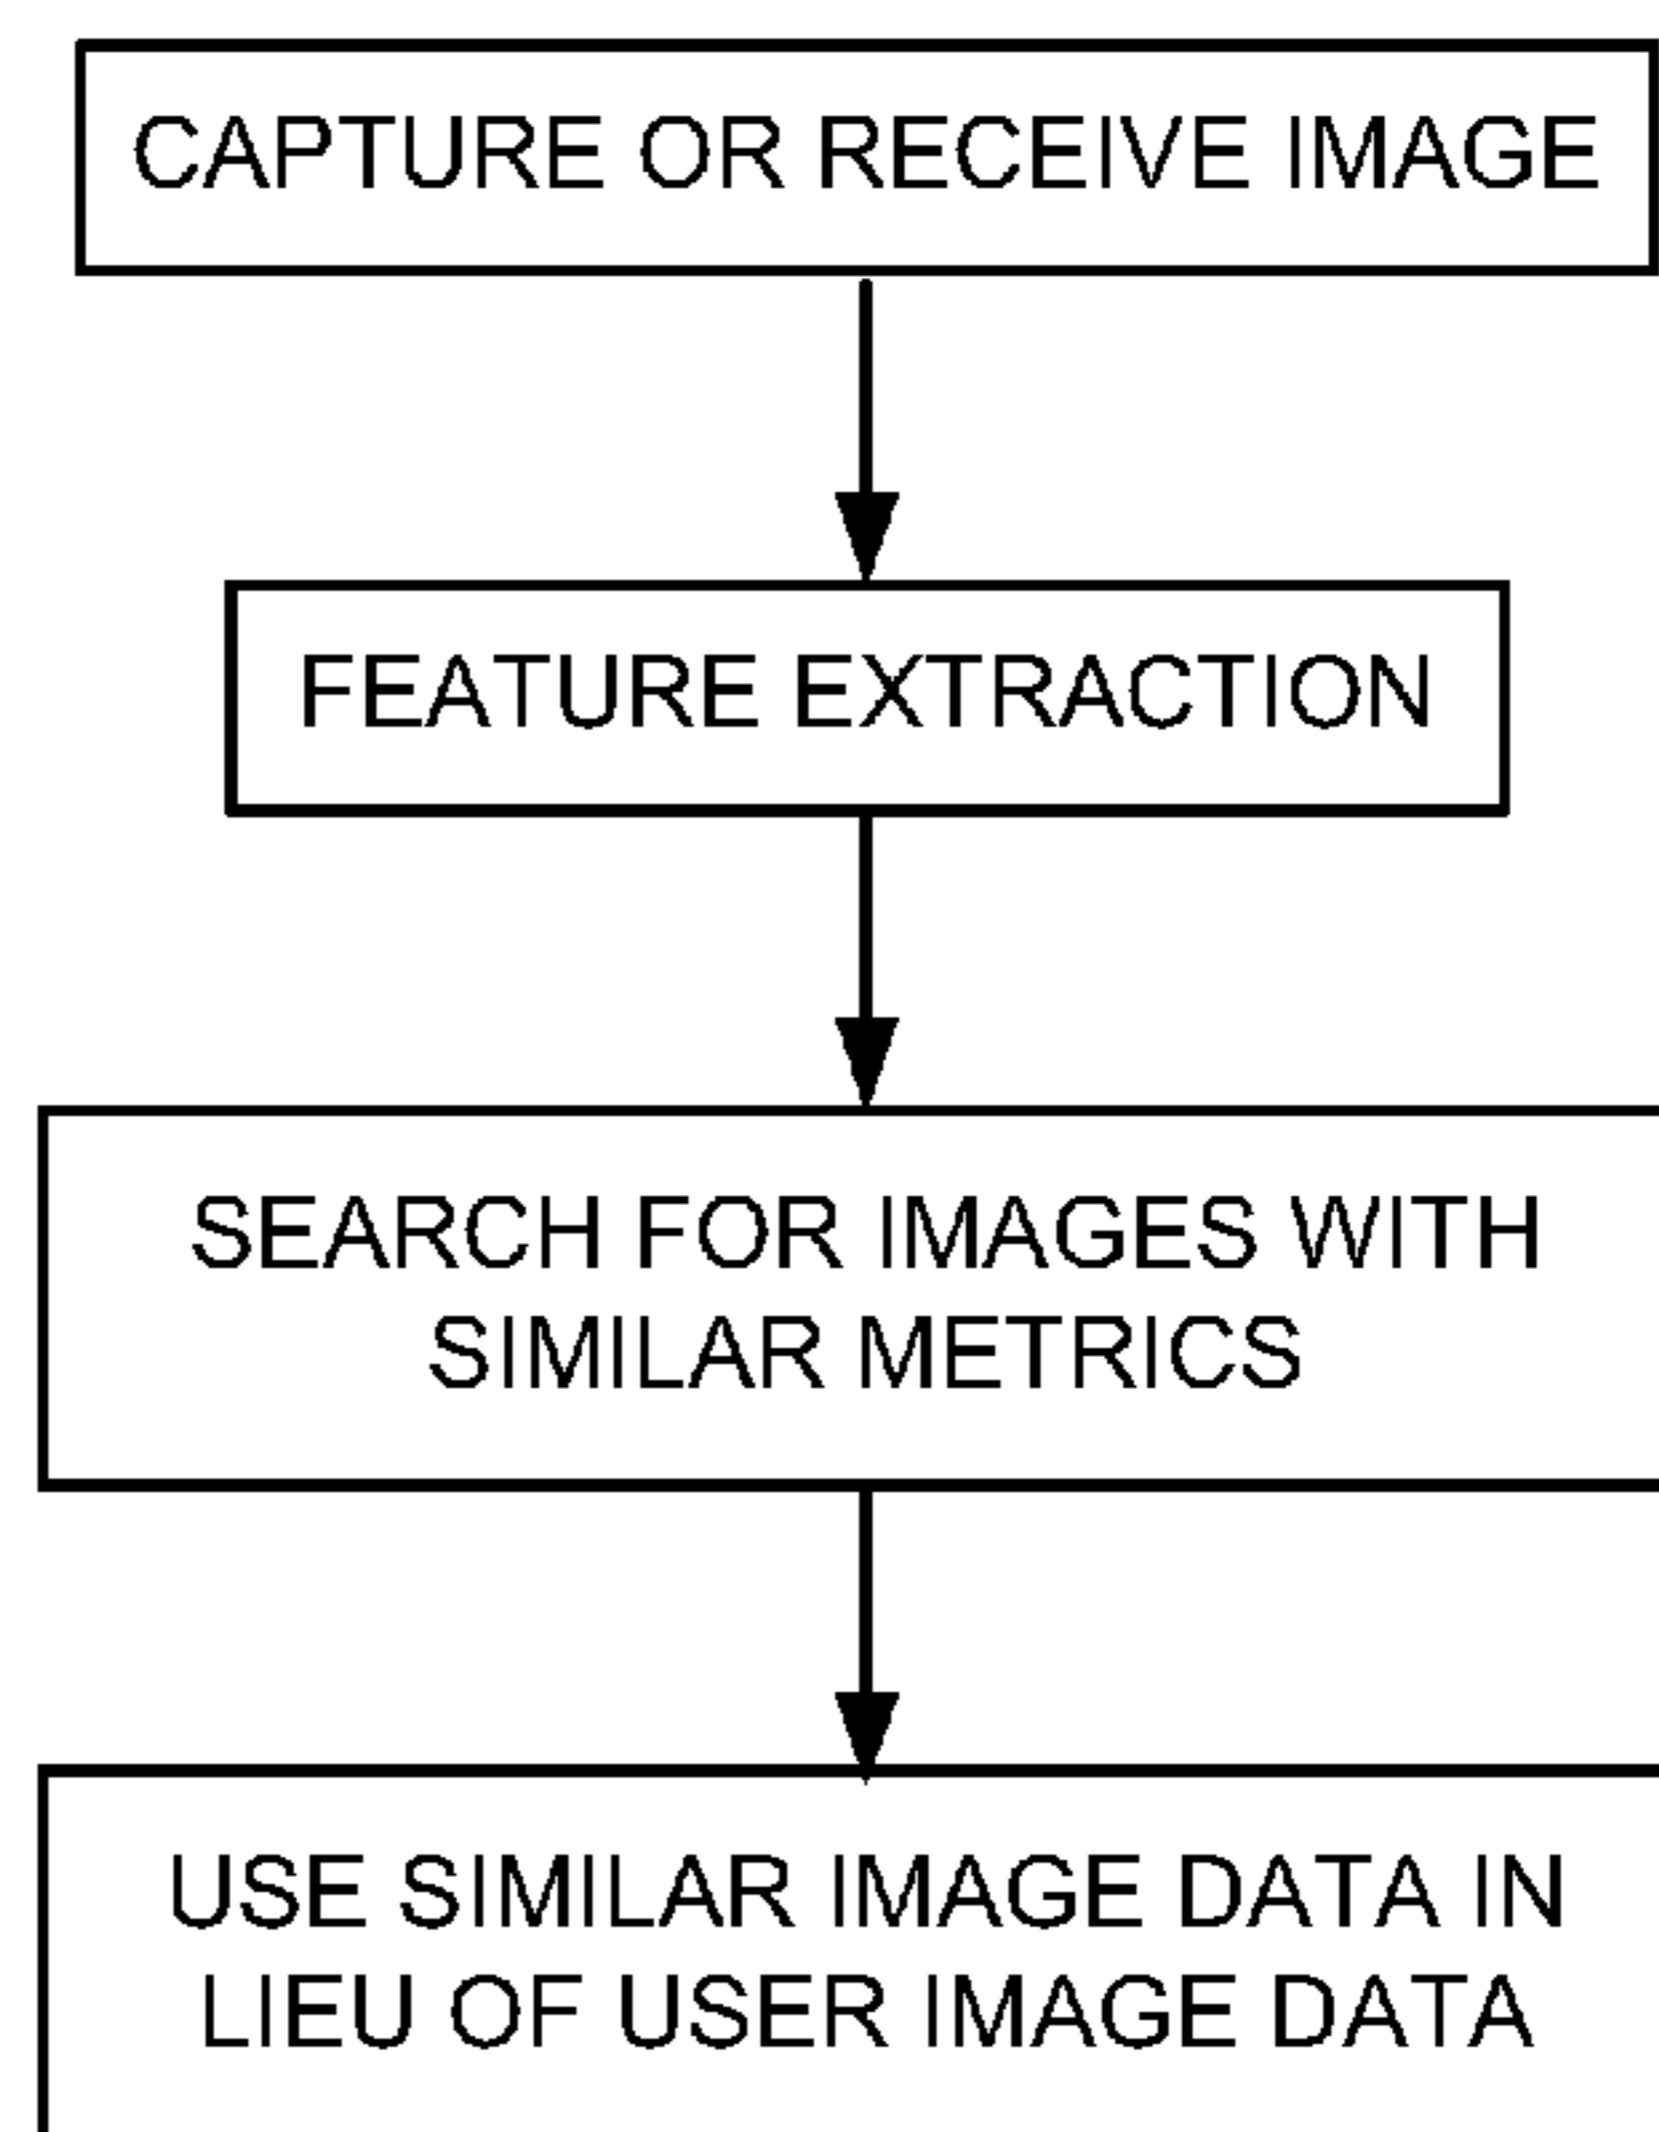 CAPTURE OR RECEIVE IMAGE
FEATURE EXTRACTION
SEARCH FOR IMAGES WITH
SIMILAR METRICS
USE SIMILAR IMAGE DATA IN
LIEU OF USER IMAGE DATA